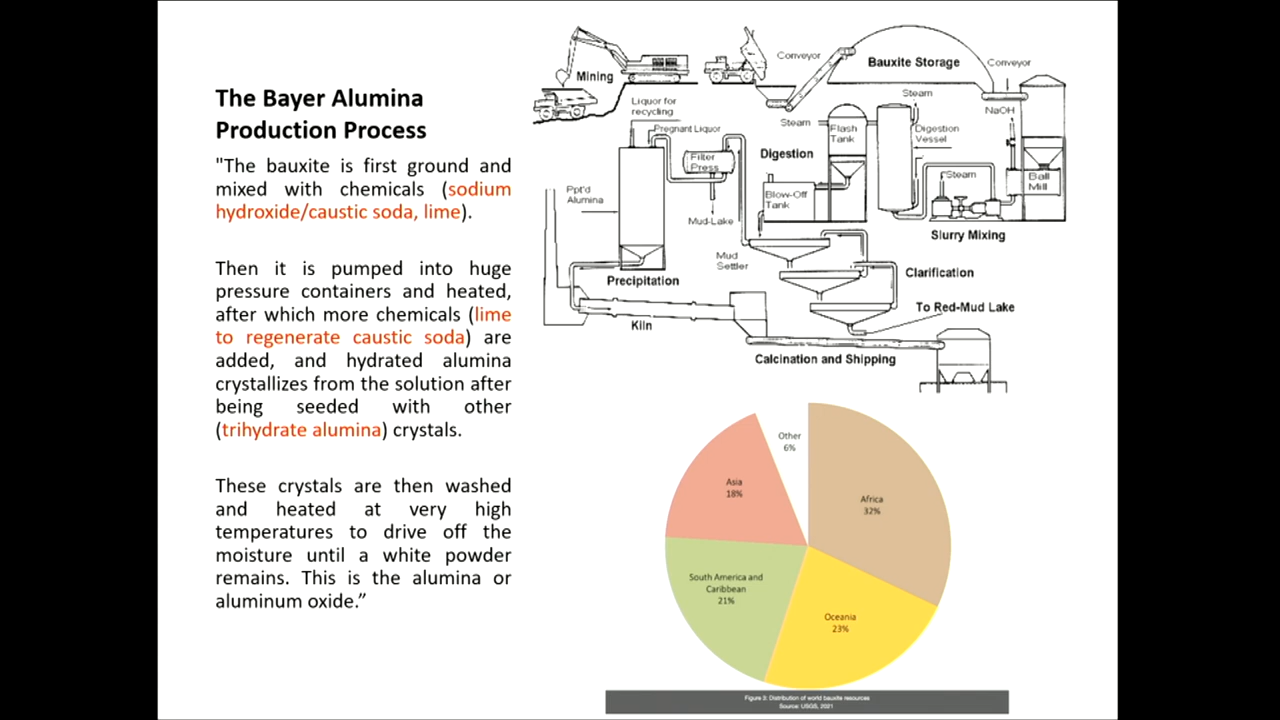 The Bayer Alumina
Production Process
"The bauxite is first ground and
mixed with chemicals (sodium
hydroxide/caustic soda, lime).
Then it is pumped into huge
pressure containers and heated,
after which more chemicals (lime
to regenerate caustic soda) are
added, and hydrated alumina
crystallizes from the solution after
being seeded with other
(trihydrate alumina) crystals.
These crystals are then washed
and heated at very high
temperatures to drive off the
moisture until a white powder
remains. This is the alumina or
aluminum oxide.”
Mining
Conveyor
Bauxite Storage
Conveyor
Liquor for
recycling
Pregnant Liquor
Steam
Flash
Tank
Steam
NaOH
Digestion
Vessel
Filter
Press
Digestion
Steam
Ball
Mill
Ppt'd
Alumina
Blow-Off
Tank
Mud-Lake
Slurry Mixing
Mud
Settler
Precipitation
Clarification
To Red-Mud Lake
Kiln
Calcination and Shipping
Other
6%
Asia
18%
Africa
32%
South America and
Caribbean
21%
Oceania
23%
Figure 3: Distribution of world bauxite resources
Source: USGS, 2021